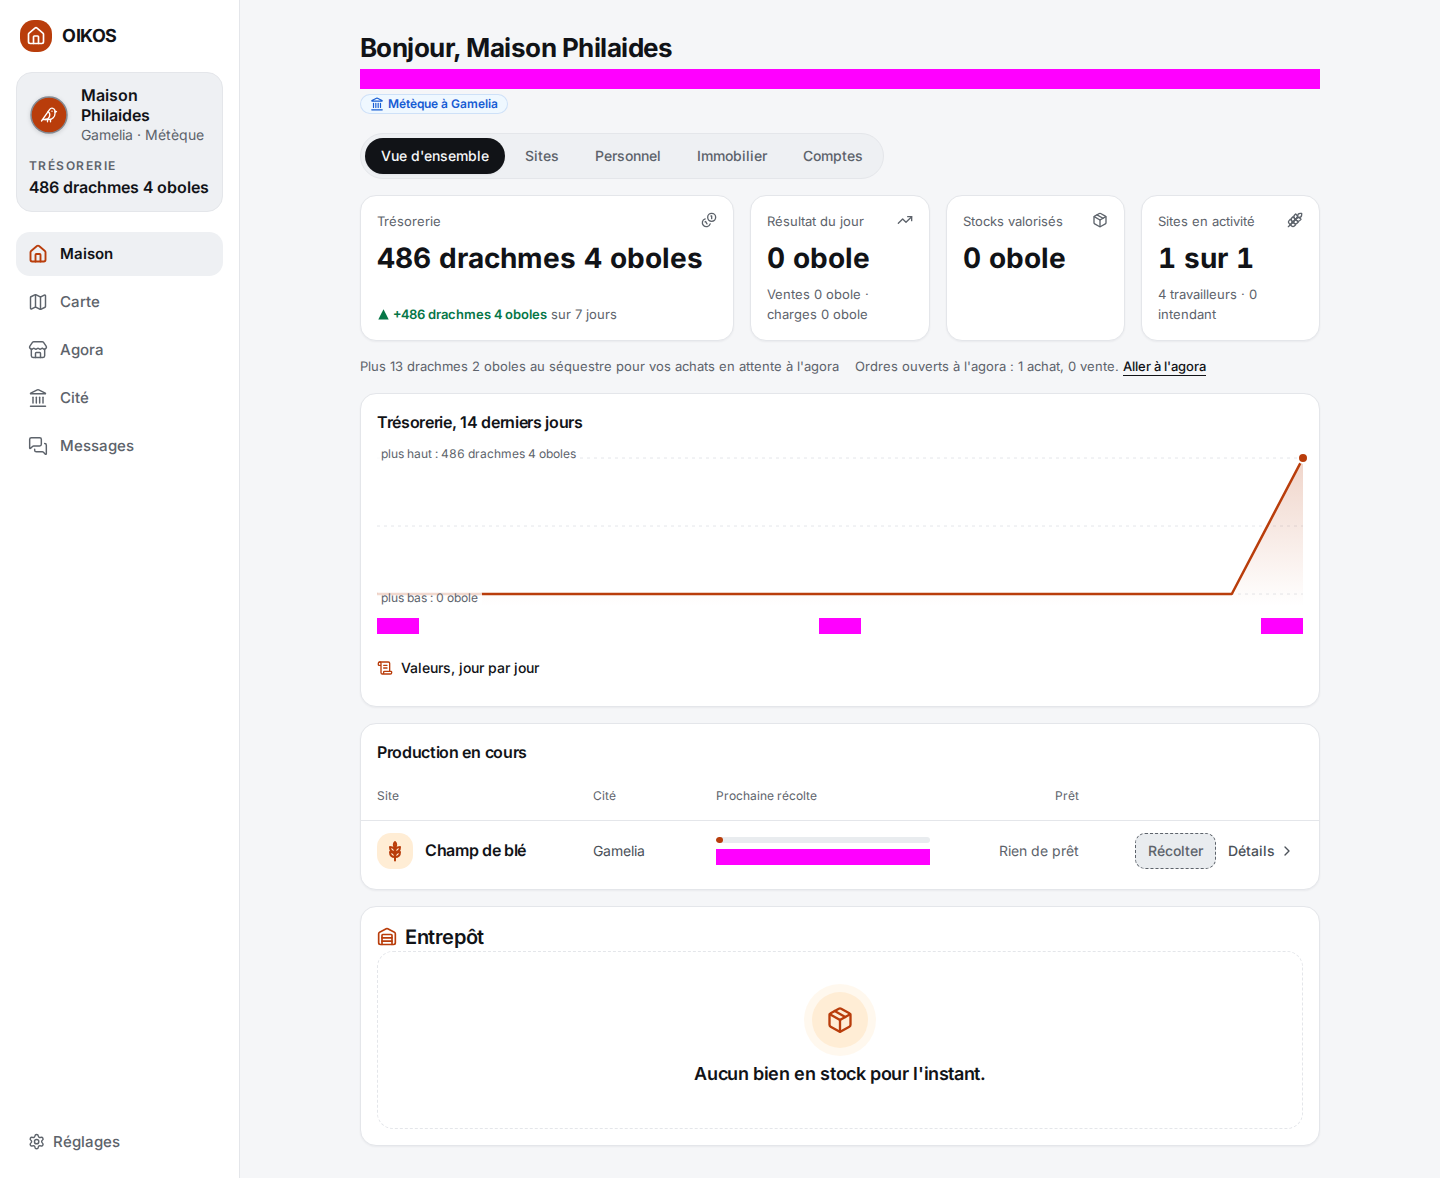 OIKOS
Maison
Philaides
Gamelia · Métèque
TRÉSORERIE
486 drachmes 4 oboles
Maison
Carte
Agora
Cité
Messages
Réglages
Bonjour, Maison Philaides
Métèque à Gamelia
Vue d'ensemble
Sites
Personnel
Immobilier
Comptes
Trésorerie
486 drachmes 4 oboles
▲ +486 drachmes 4 oboles sur 7 jours
Résultat du jour
0 obole
Ventes 0 obole ·
charges 0 obole
Stocks valorisés
0 obole
Sites en activité
1 sur 1
4 travailleurs · 0
intendant
Plus 13 drachmes 2 oboles au séquestre pour vos achats en attente à l'agora
Ordres ouverts à l'agora : 1 achat, 0 vente. Aller à l'agora
Trésorerie, 14 derniers jours
plus haut : 486 drachmes 4 oboles
plus bas : 0 obole
Valeurs, jour par jour
Production en cours
Site
Cité
Prochaine récolte
Prêt
Champ de blé
Gamelia
Rien de prêt
Récolter
Détails
Entrepôt
Aucun bien en stock pour l'instant.